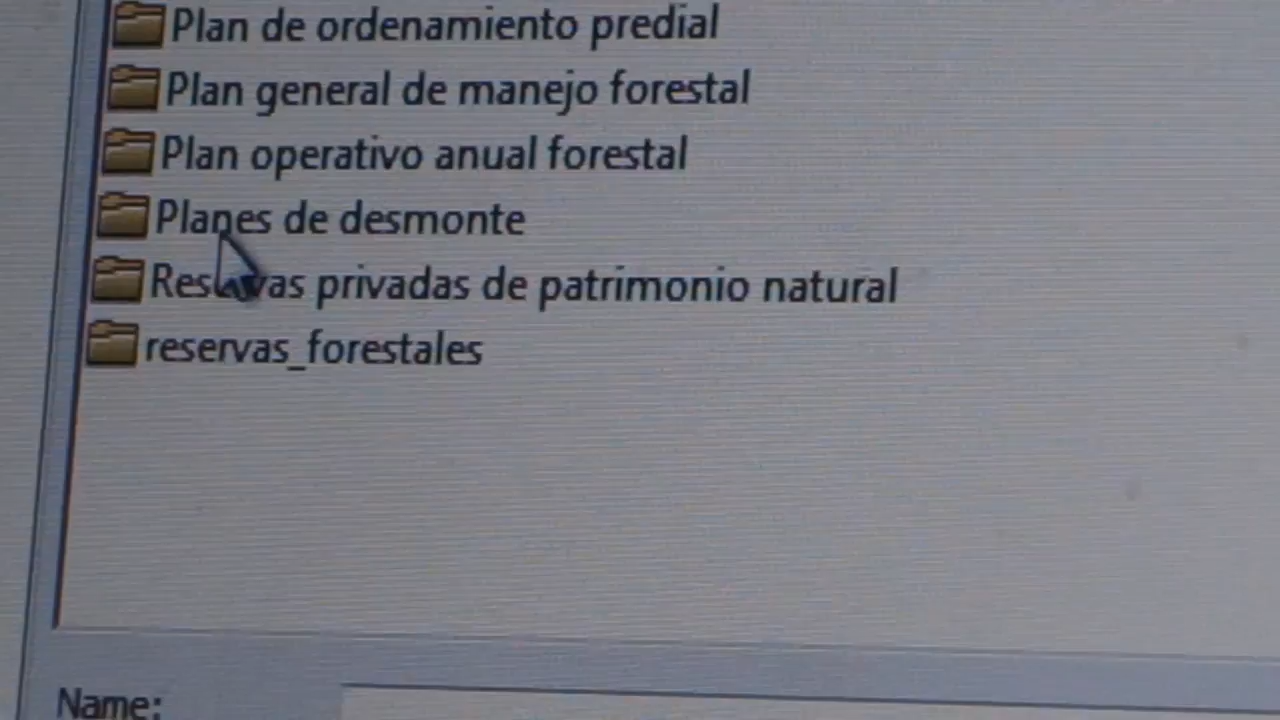 Plan de ordenamiento predial
Plan general de manejo forestal
Plan operativo anual forestal
Planes de desmonte
Reservas privadas de patrimonio natural
reservas_forestales
Name: